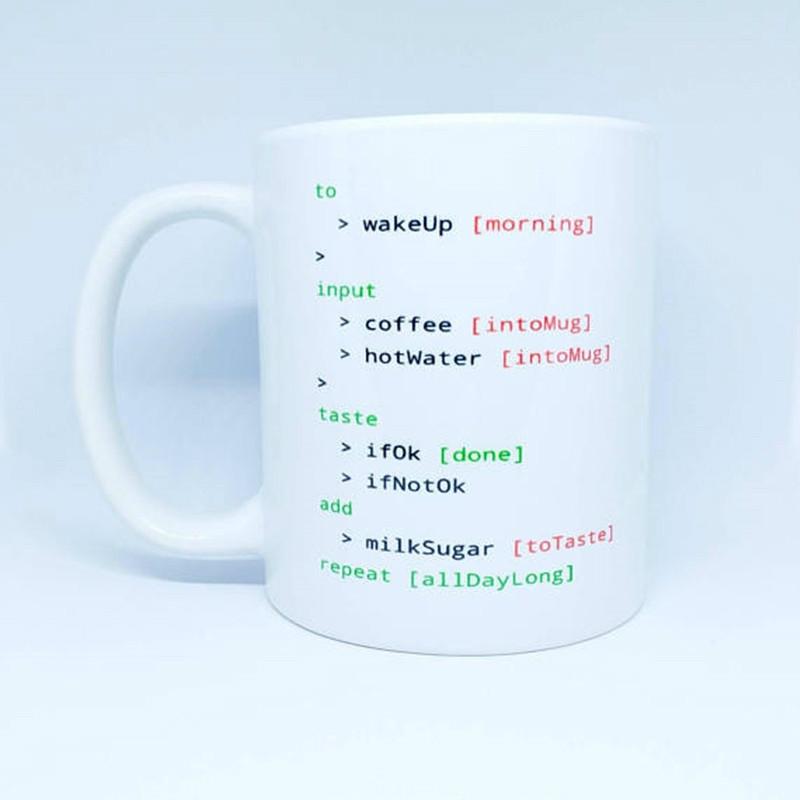 to
> wakeUp [morning]
>
input
> coffee [intoMug]
> hotWater [intoMug]
>
taste
> ifOk [done]
> ifNotOk
add
> milkSugar [toTaste]
repeat [allDayLong]